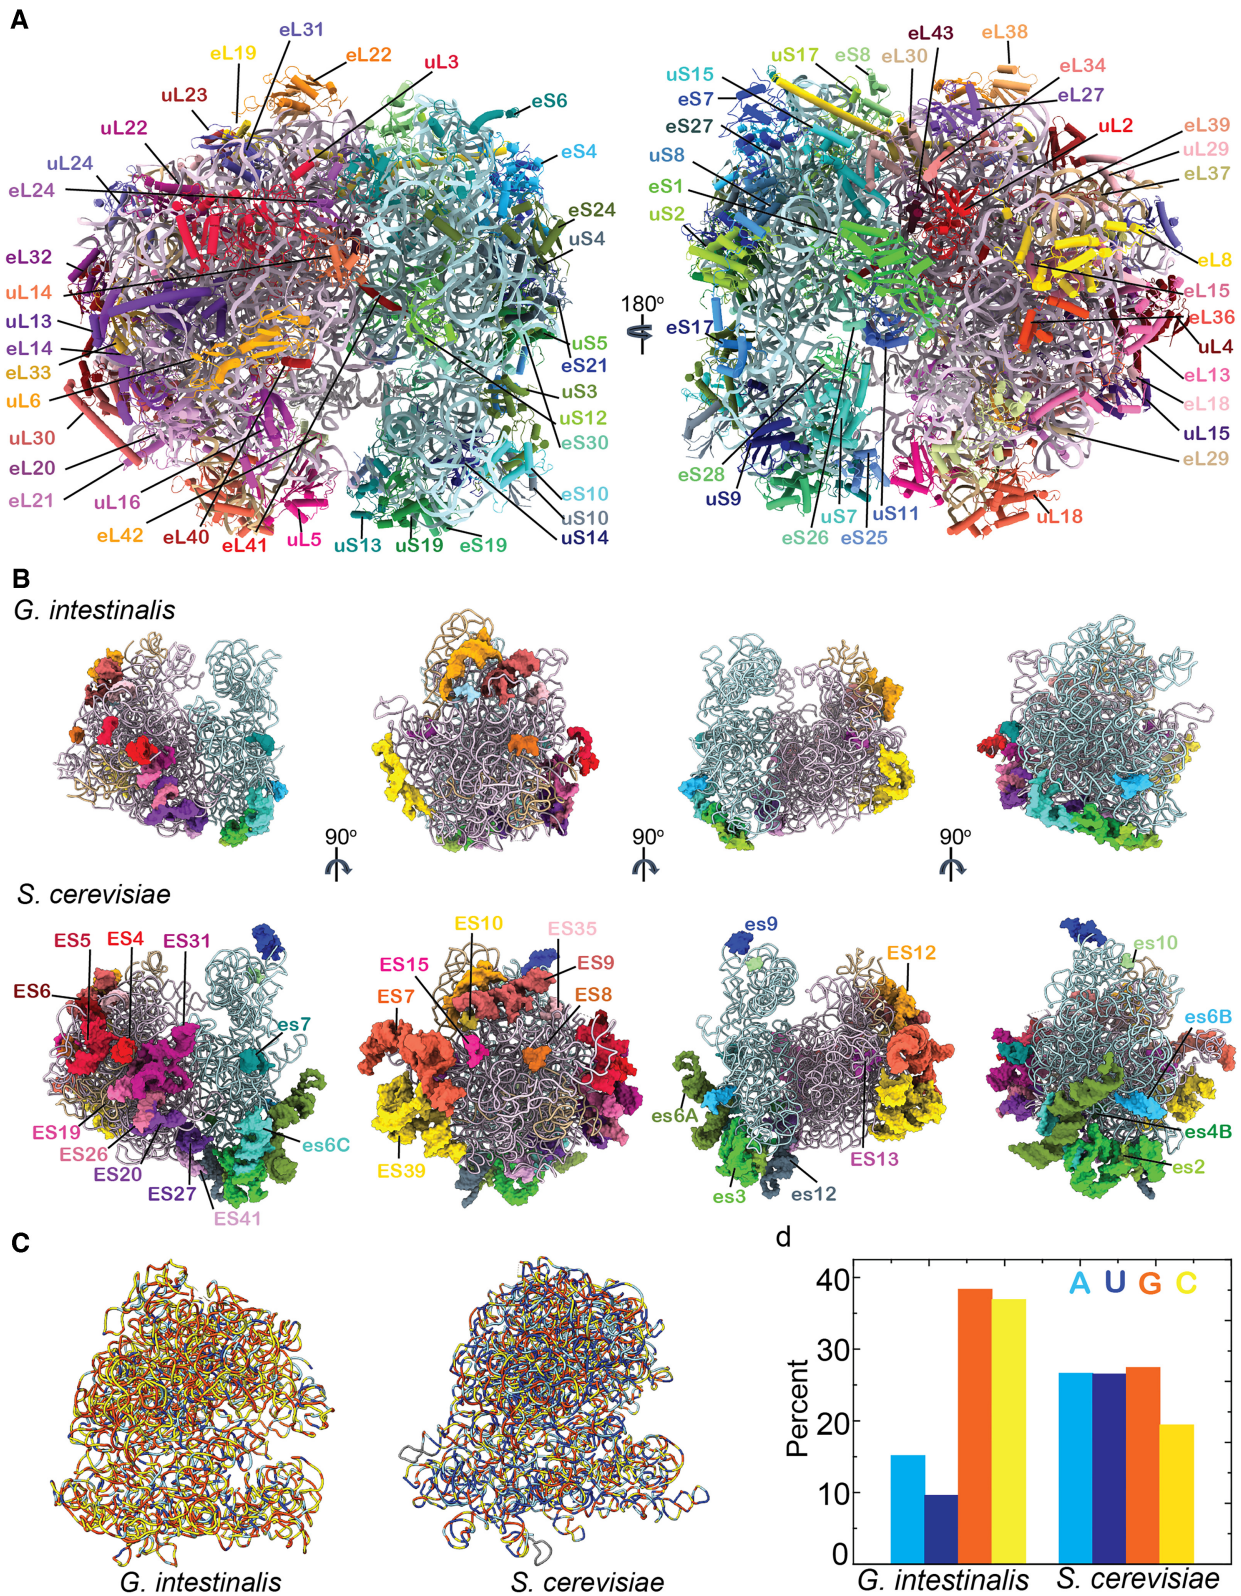 A
eL31
eL19
eL22
uL3
uL23
eS6
uL22
eS4
uL24
eL24
eS24
uS4
eL32
uL14
uL13
eL14
eL33
uL6
uL30
eL20
eL21
uL16
eL42
eL40
eL41
uL5
uS13
uS19
eS19
uS5
eS21
uS3
uS12
eS30
eS10
uS10
uS14
180°
eL43
eL38
uS17
eS8
eL30
uS15
eL34
eS7
eL27
eS27
uL2
eL39
uS8
uL29
eS1
eL37
uS2
eL8
eL15
eS17
eL36
uL4
eL13
eL18
uL15
eL29
eS28
uS9
uS7
uS11
uL18
eS26
eS25
B
G. intestinalis
90°
90°
90°
S. cerevisiae
ES5
ES4
ES31
ES6
es7
ES19
ES26
ES20
ES27
ES41
es6C
ES10
ES35
ES15
ES9
ES7
ES8
ES39
es9
ES12
es6A
ES13
es3
es12
es10
es6B
es4B
es2
C
G. intestinalis
S. cerevisiae
d
A U G C
40
30
20
10
0
Percent
G. intestinalis
S. cerevisiae